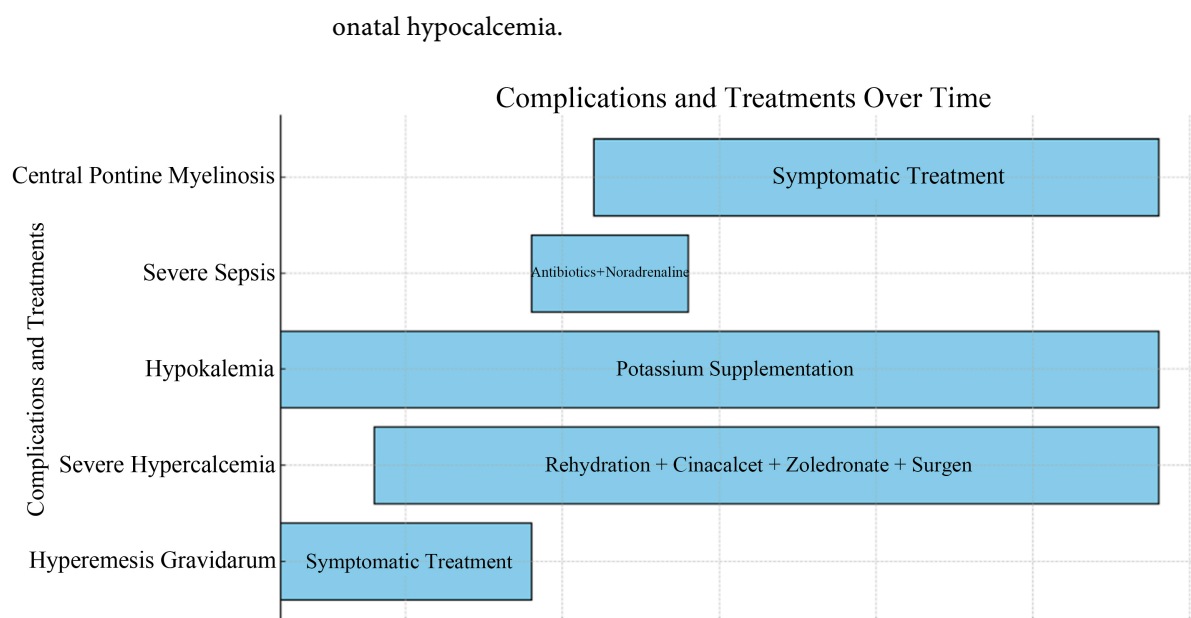 onatal hypocalcemia.
Complications and Treatments Over Time
Complications and Treatments
Central Pontine Myelinosis
Symptomatic Treatment
Severe Sepsis
Antibiotics+Noradrenaline
Hypokalemia
Potassium Supplementation
Severe Hypercalcemia
Rehydration + Cinacalcet + Zoledronate + Surgen
Hyperemesis Gravidarum
Symptomatic Treatment